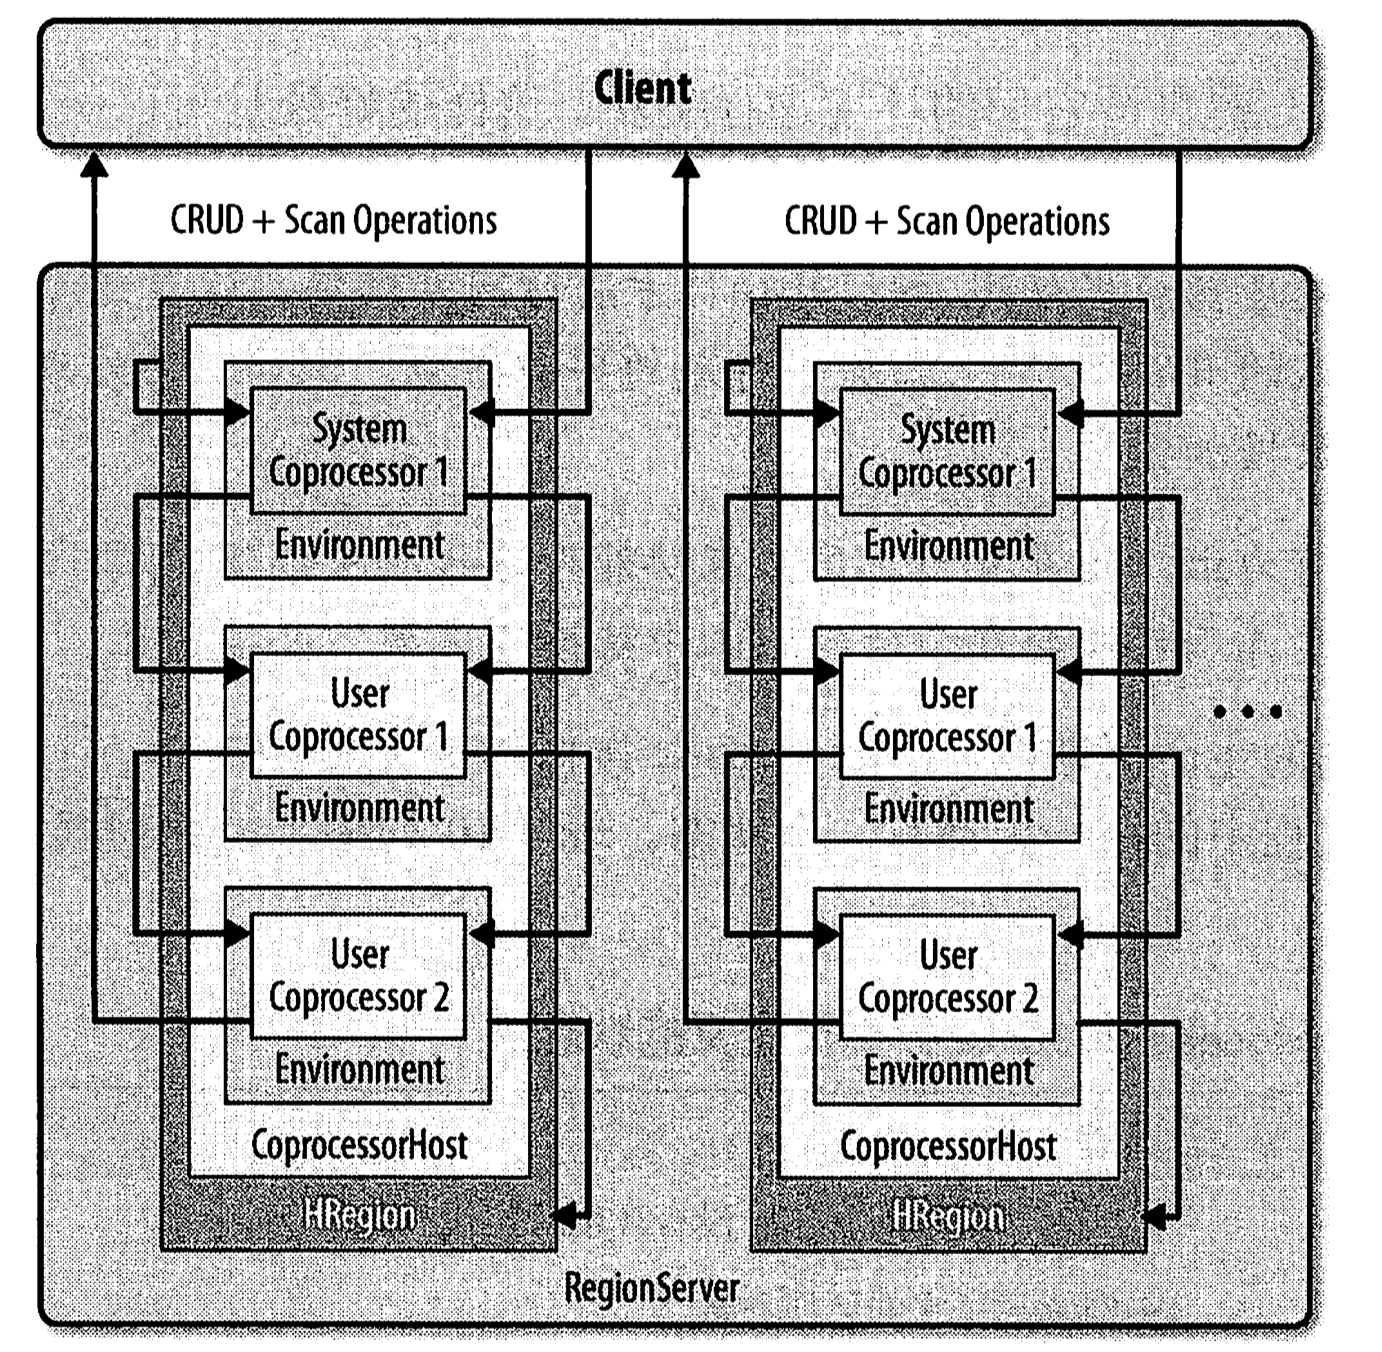 Client
CRUD + Scan Operations
CRUD + Scan Operations
System
Coprocessor 1
Environment
User
Coprocessor 1
Environment
User
Coprocessor 2
Environment
CoprocessorHost
HRegion
System
Coprocessor 1
Environment
User
Coprocessor 1
Environment
User
Coprocessor 2
Environment
CoprocessorHost
HRegion
...
RegionServer